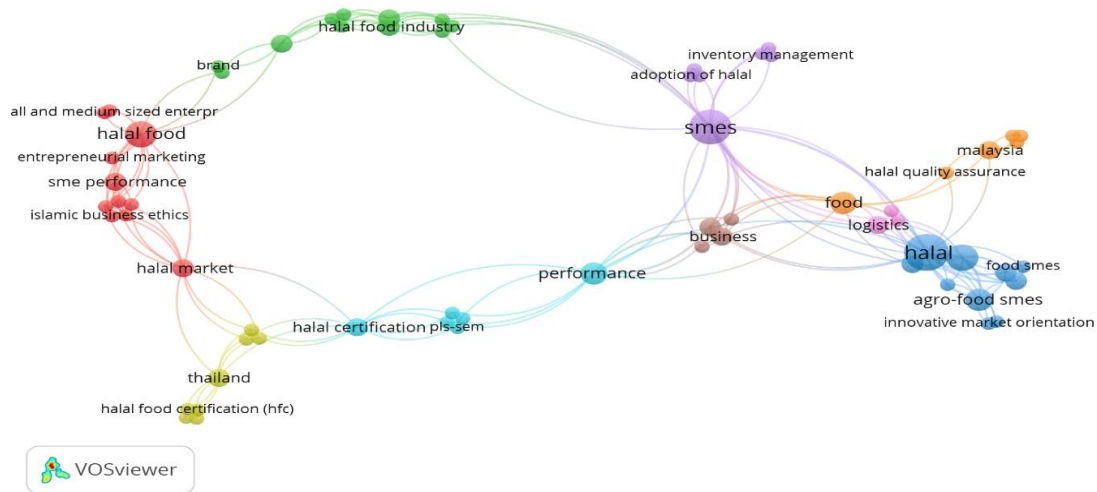 halal food industry
brand
inventory management
adoption of halal
smes
all and medium sized enterpr
halal food
entrepreneurial marketing
sme performance
islamic business ethics
malaysia
halal quality assurance
food
logistics
business
halal market
performance
halal
food smes
agro-food smes
innovative market orientation
halal certification
pls-sem
thailand
halal food certification (hfc)
VOSviewer